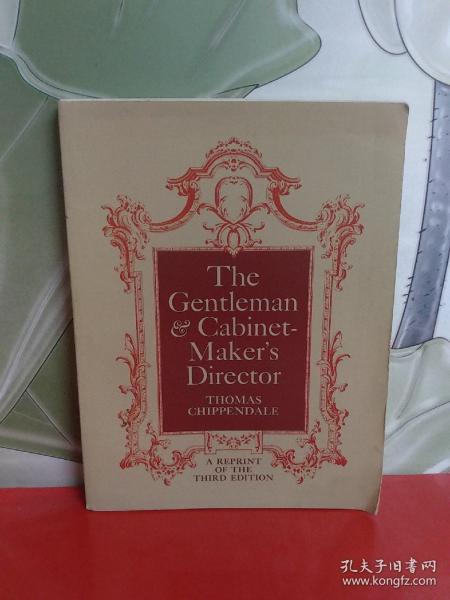 The
Gentleman
& Cabinet-
Maker's
Director
THOMAS
CHIPPENDALE
A REPRINT
OF THE
THIRD EDITION
孔夫子旧书网
www.kongfz.com